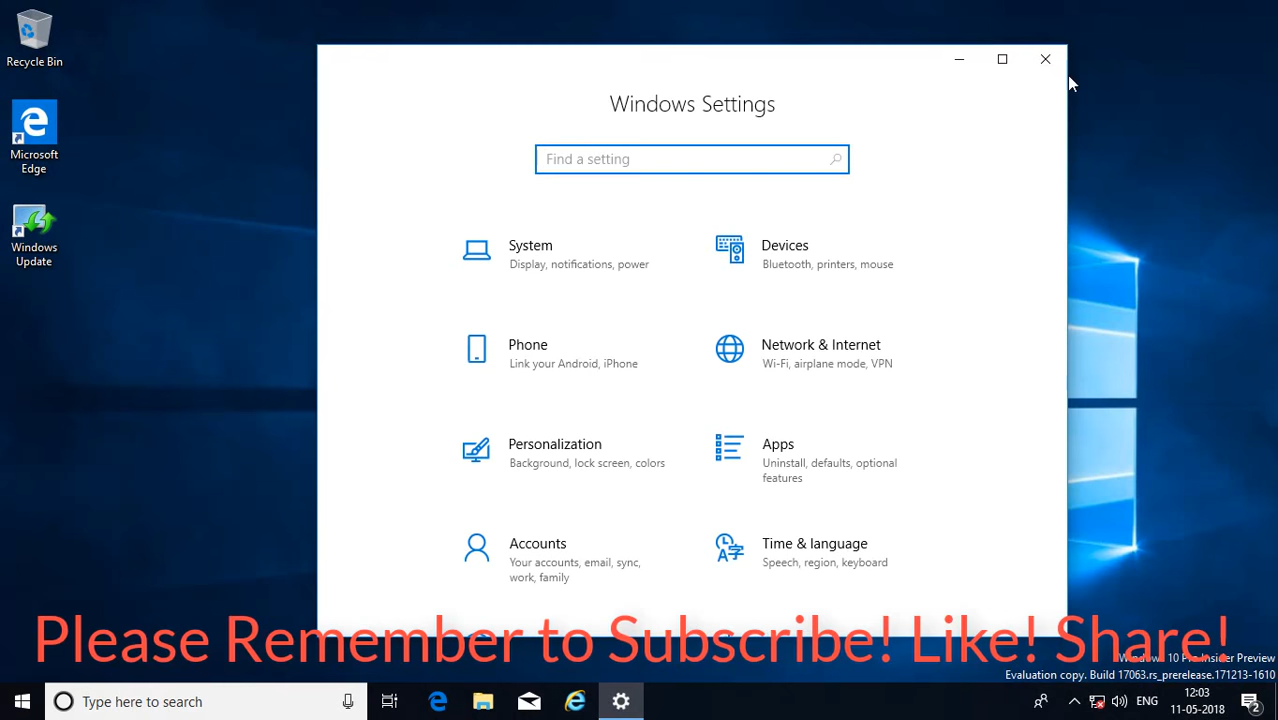 Recycle Bin
Microsoft
Edge
Windows
Update
Windows Settings
Find a setting
System
Display, notifications, power
Devices
Bluetooth, printers, mouse
Phone
Link your Android, iPhone
Network & Internet
Wi-Fi, airplane mode, VPN
Personalization
Background, lock screen, colors
Apps
Uninstall, defaults, optional
features
Accounts
Your accounts, email, sync,
work, family
Time & language
Speech, region, keyboard
Please Remember to Subscribe! Like! Share!
Windows 10 Pro Insider Preview
Evaluation copy. Build 17063.rs_prerelease.171213-1610
Type here to search
ENG
12:03
11-05-2018
2